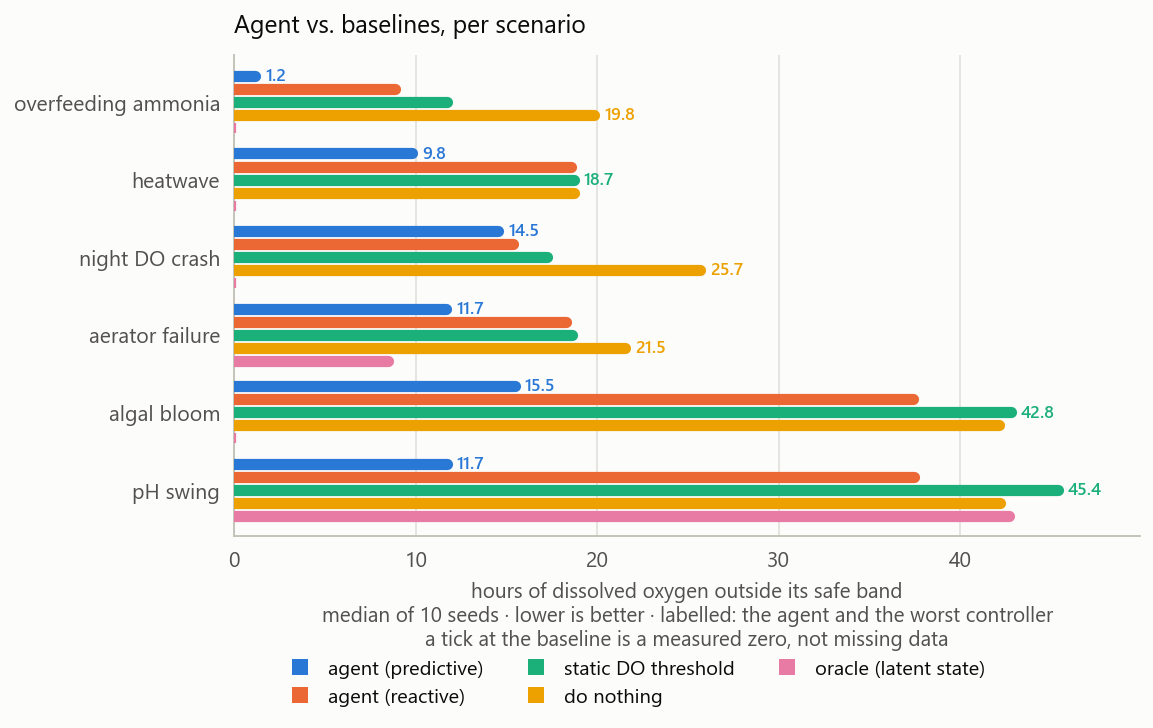 Agent vs. baselines, per scenario
overfeeding ammonia
1.2
19.8
heatwave
9.8
18.7
night DO crash
14.5
25.7
aerator failure
11.7
21.5
algal bloom
15.5
42.8
pH swing
11.7
45.4
0 10 20 30 40
hours of dissolved oxygen outside its safe band
median of 10 seeds · lower is better · labelled: the agent and the worst controller
a tick at the baseline is a measured zero, not missing data
agent (predictive) static DO threshold oracle (latent state)
agent (reactive) do nothing